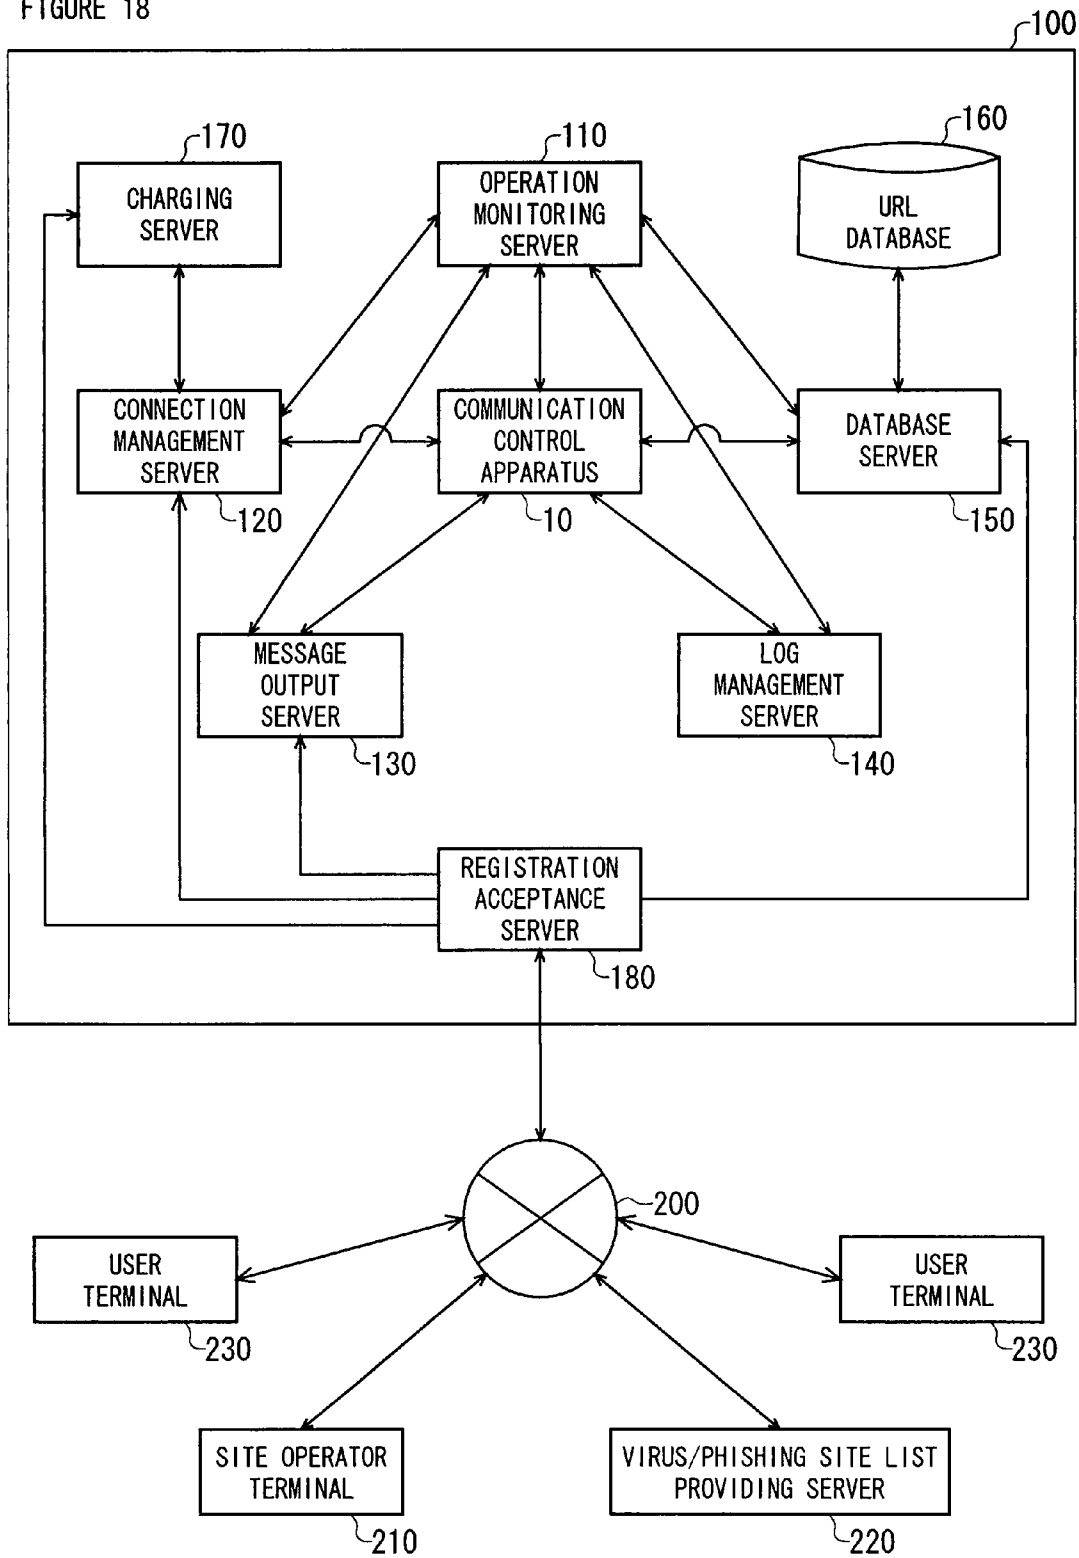 FIGURE 18
100
170
CHARGING
SERVER
110
OPERATION
MONITORING
SERVER
160
URL
DATABASE
CONNECTION
MANAGEMENT
SERVER
120
COMMUNICATION
CONTROL
APPARATUS
10
DATABASE
SERVER
150
MESSAGE
OUTPUT
SERVER
130
LOG
MANAGEMENT
SERVER
140
REGISTRATION
ACCEPTANCE
SERVER
180
200
USER
TERMINAL
230
USER
TERMINAL
230
SITE OPERATOR
TERMINAL
210
VIRUS/PHISHING SITE LIST
PROVIDING SERVER
220